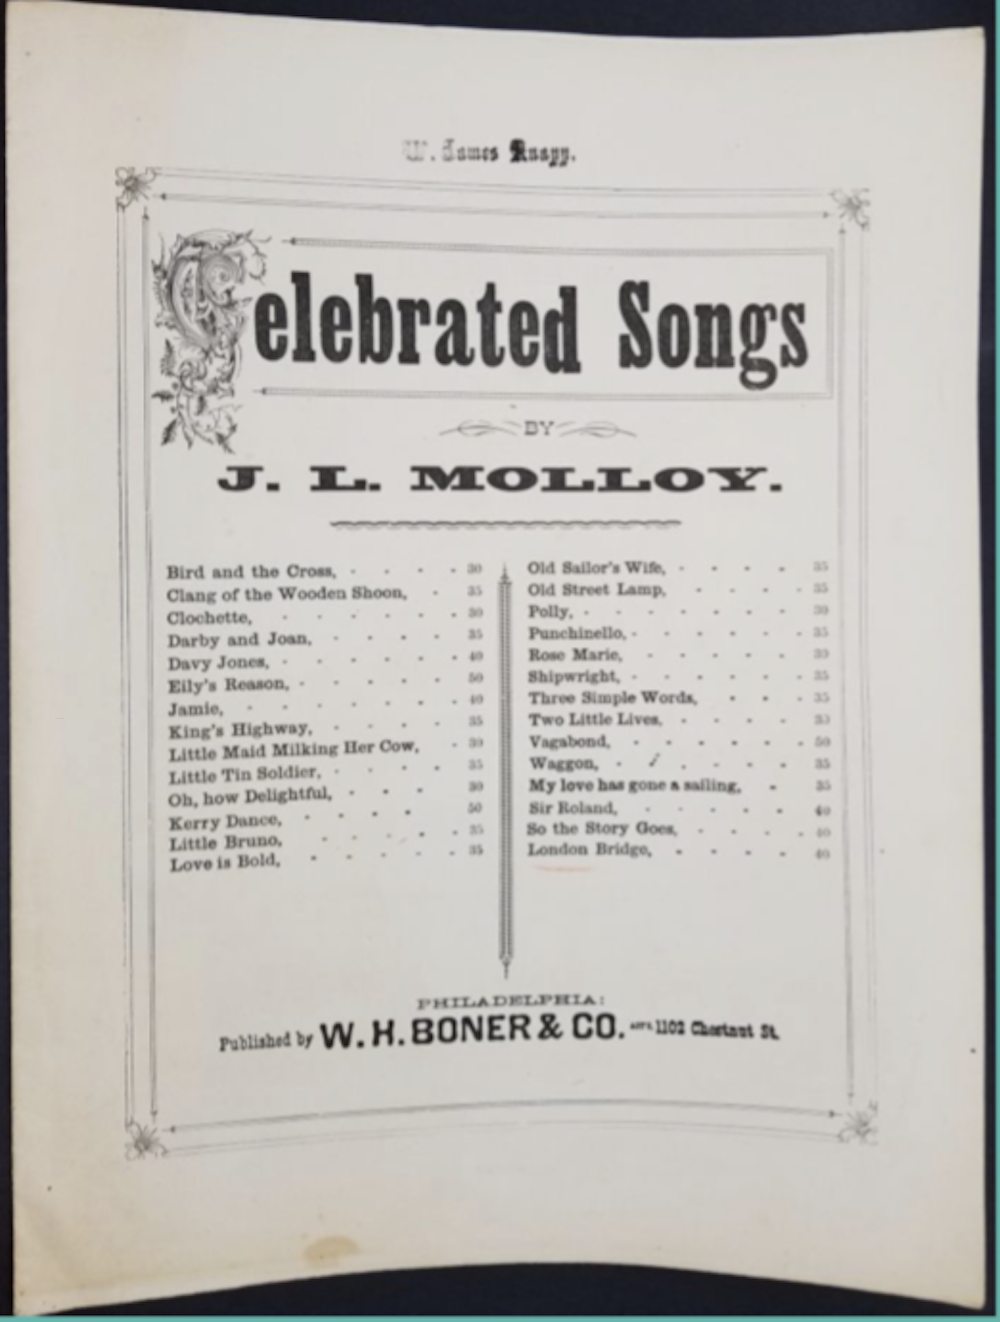 W. James Knapp.
Celebrated Songs
BY
J. L. MOLLOY.
Bird and the Cross, - - - - 30
Clang of the Wooden Shoon, - 35
Clochette, - - - - - - 30
Darby and Joan, - - - - 35
Davy Jones, - - - - - 40
Eily's Reason, - - - - - 50
Jamie, - - - - - - 40
King's Highway, - - - - 35
Little Maid Milking Her Cow, - 30
Little Tin Soldier, - - - - 35
Oh, how Delightful, - - - 30
Kerry Dance, - - - - 50
Little Bruno, - - - - - 35
Love is Bold, - - - - - 35
Old Sailor's Wife, - - - - 35
Old Street Lamp, - - - - 35
Polly, - - - - - - 30
Punchinello, - - - - - 35
Rose Marie, - - - - - 30
Shipwright, - - - - - 35
Three Simple Words, - - - 35
Two Little Lives, - - - - 30
Vagabond, - - - - - - 50
Waggon, - - - - - 35
My love has gone a sailing, - 35
Sir Roland, - - - - - 40
So the Story Goes, - - - - 40
London Bridge, - - - - 40
PHILADELPHIA:
Published by W. H. BONER & CO. 1102 Chestnut St.